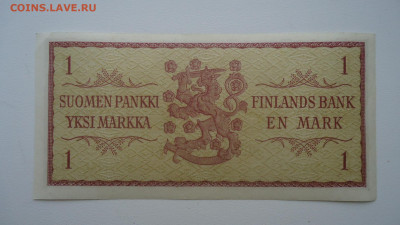 COINS.LAVE.RU
1 1
SUOMEN PANKKI FINLANDS BANK
YKSI MARKKA EN MARK
1 1